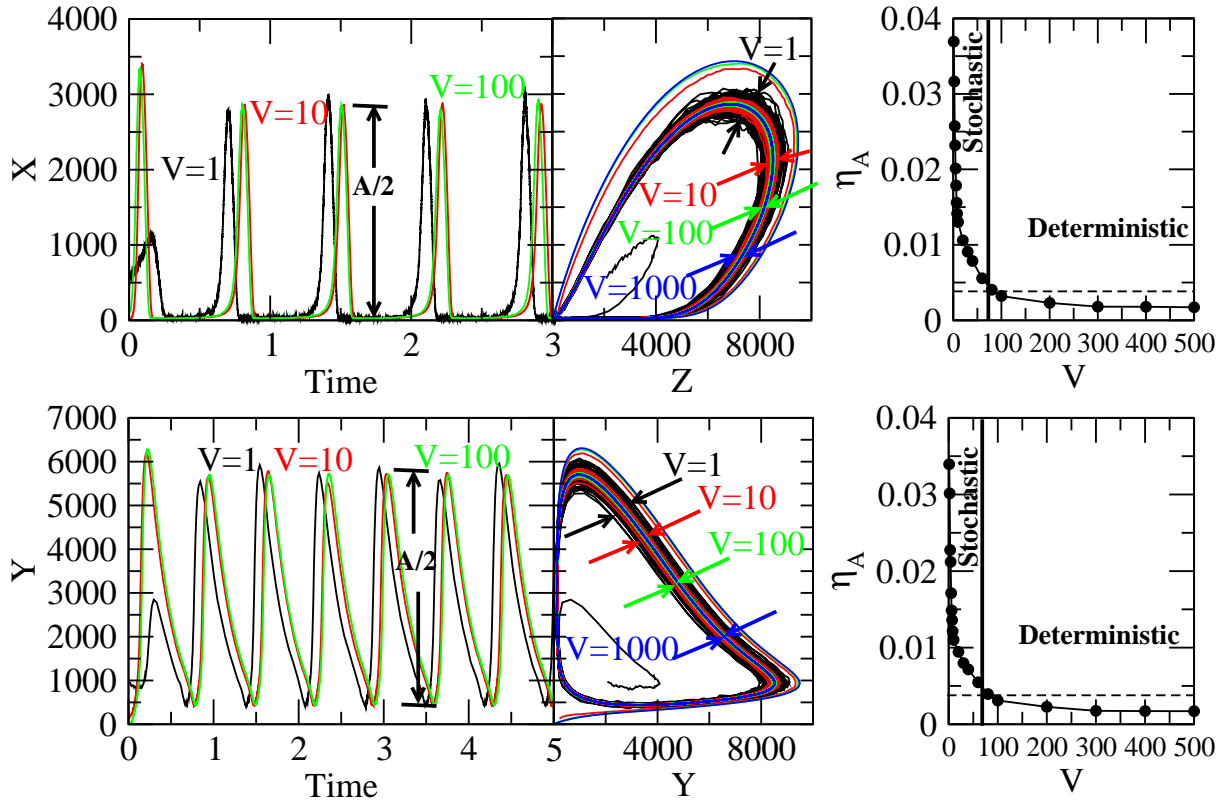 4000
3000
2000
1000
0
X
V=1
V=10
V=100
A/2
0
1
2
3
Time
V=1
V=10
V=100
V=1000
4000
8000
Z
0.04
0.03
0.02
0.01
0
η_A
Stochastic
Deterministic
0
100
200
300
400
500
V
7000
6000
5000
4000
3000
2000
1000
0
Y
V=1
V=10
V=100
A/2
0
1
2
3
4
5
Time
V=1
V=10
V=100
V=1000
4000
8000
Y
0.04
0.03
0.02
0.01
0
η_A
Stochastic
Deterministic
0
100
200
300
400
500
V